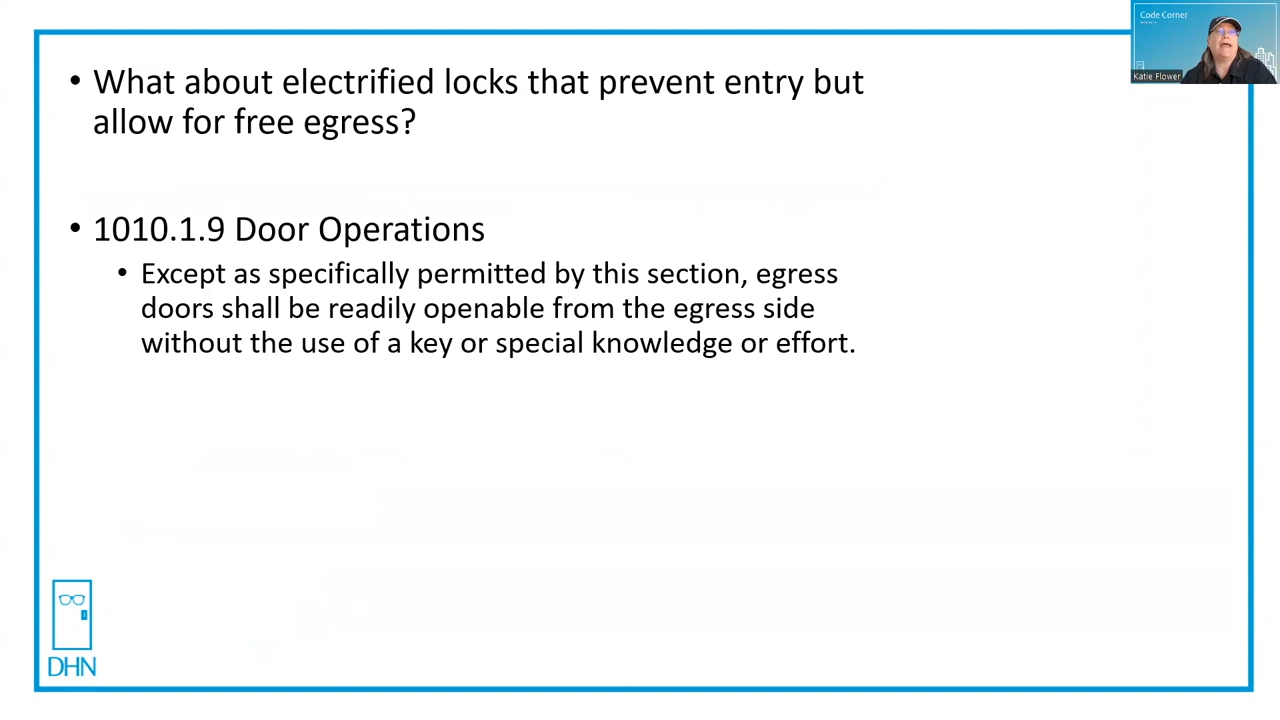 Code Corner
• What about electrified locks that prevent entry but
allow for free egress?
Katie Flower
• 1010.1.9 Door Operations
• Except as specifically permitted by this section, egress
doors shall be readily openable from the egress side
without the use of a key or special knowledge or effort.
DHN